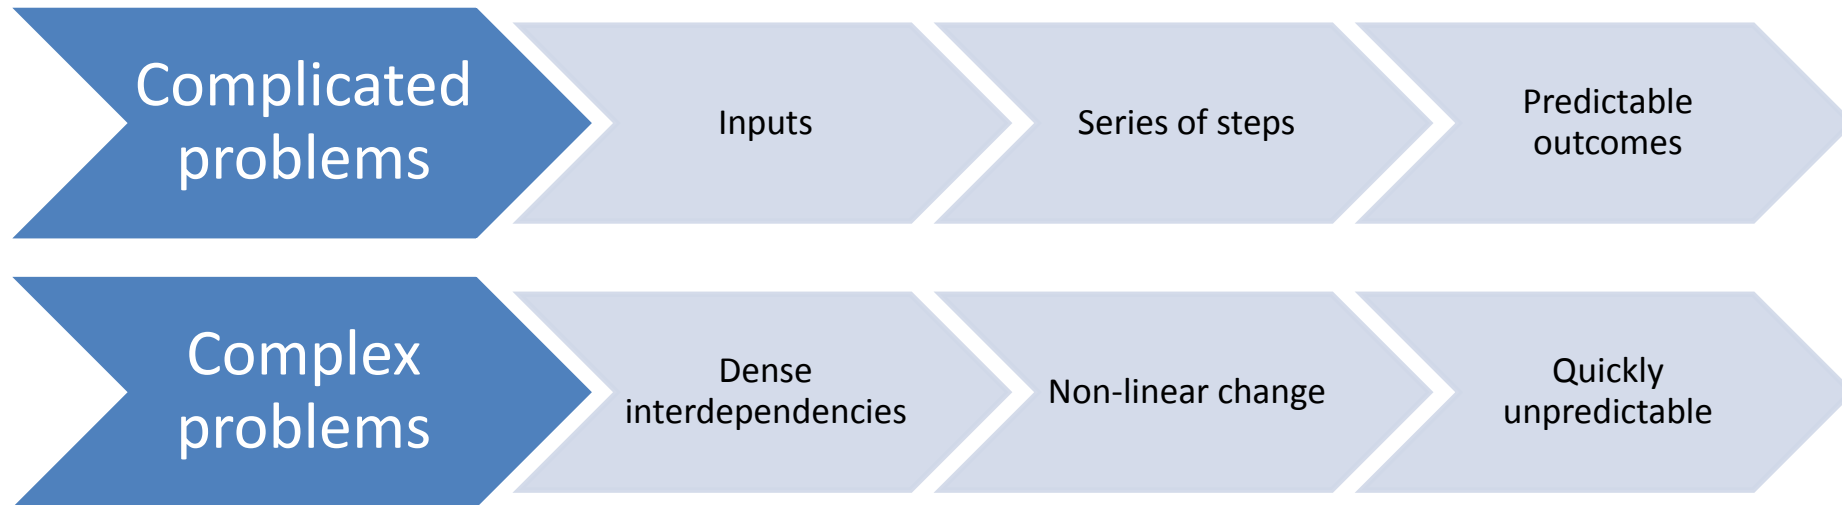 Complicated
problems
Inputs
Series of steps
Predictable
outcomes
Complex
problems
Dense
interdependencies
Non-linear change
Quickly
unpredictable